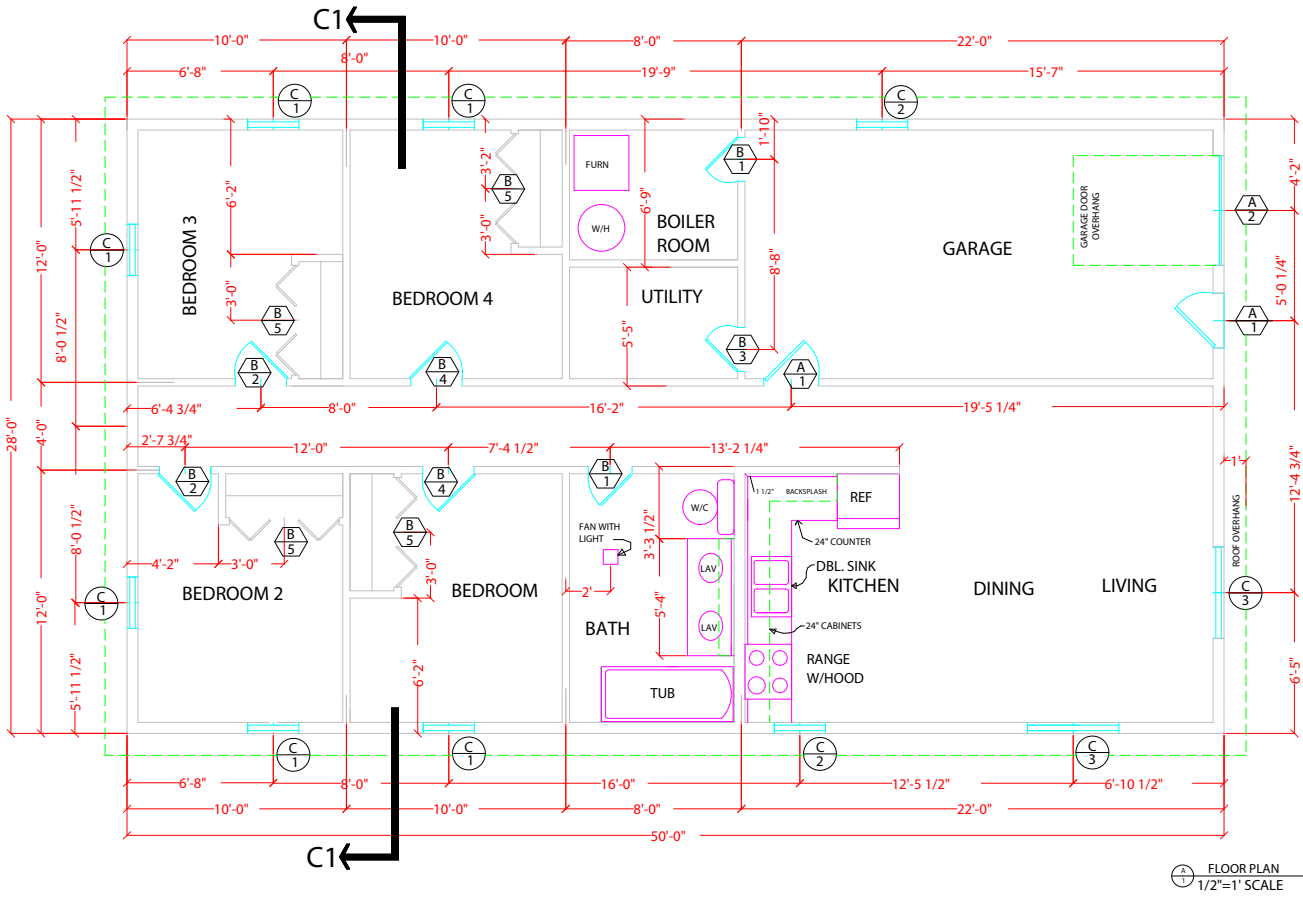 C1
10'-0" 10'-0" 8'-0" 22'-0"
6'-8" 8'-0" 19'-9" 15'-7"
C 1
C 1
C 2
28'-0"
12'-0"
4'-0"
12'-0"
5'-11 1/2"
8'-0 1/2"
8'-0 1/2"
5'-11 1/2"
C 1
C 1
BEDROOM 3
6'-2"
3'-0"
B 5
B 2
BEDROOM 4
3'-2"
3'-0"
B 5
B 4
FURN
W/H
BOILER
ROOM
6'-9"
B 1
1'-10"
8'-8"
UTILITY
5'-5"
B 3
A 1
GARAGE
GARAGE DOOR
OVERHANG
A 2
A 1
4'-2"
5'-0 1/4"
12'-4 3/4"
6'-5"
1'
ROOF OVERHANG
C 3
6'-4 3/4" 8'-0" 16'-2" 19'-5 1/4"
2'-7 3/4" 12'-0" 7'-4 1/2" 13'-2 1/4"
B 2
B 4
B 1
B 5
4'-2" 3'-0"
BEDROOM 2
B 5
3'-0"
6'-2"
BEDROOM
FAN WITH
LIGHT
2'
BATH
W/C
3'-3 1/2"
5'-4"
LAV
LAV
TUB
1 1/2" BACKSPLASH
REF
24" COUNTER
DBL. SINK
KITCHEN
24" CABINETS
RANGE
W/HOOD
DINING
LIVING
C 1
C 1
C 2
C 3
6'-8" 8'-0" 16'-0" 12'-5 1/2" 6'-10 1/2"
10'-0" 10'-0" 8'-0" 22'-0"
50'-0"
C1
A 1
FLOOR PLAN
1/2"=1' SCALE